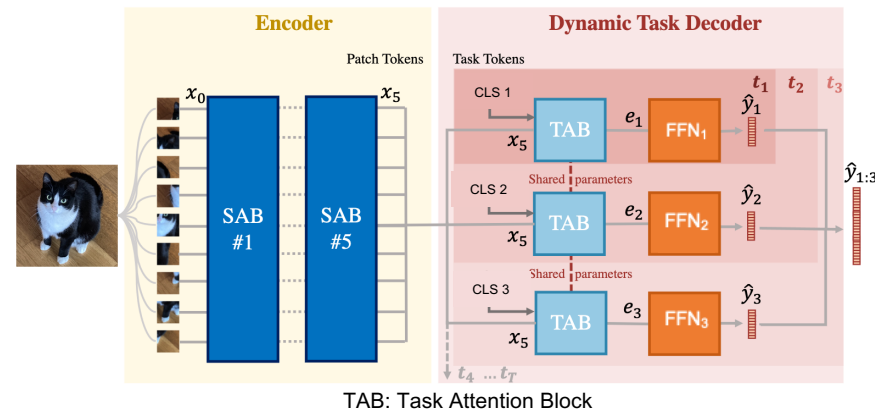 Encoder
Dynamic Task Decoder
Patch Tokens
Task Tokens
x₀
x₅
SAB
#1
SAB
#5
t₁
t₂
t₃
CLS 1
x₅
TAB
e₁
FFN₁
ŷ₁
Shared parameters
CLS 2
x₅
TAB
e₂
FFN₂
ŷ₂
ŷ₁:₃
Shared parameters
CLS 3
x₅
TAB
e₃
FFN₃
ŷ₃
t₄ ... t_T
TAB: Task Attention Block